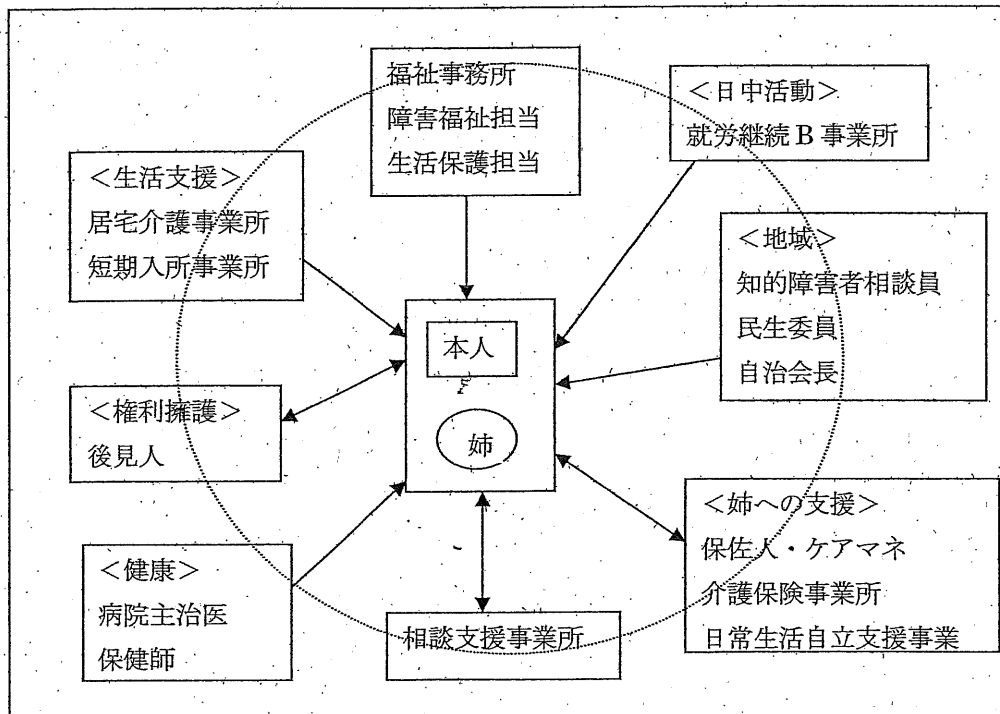 福祉事務所
障害福祉担当
生活保護担当
＜日中活動＞
就労継続 B 事業所
＜生活支援＞
居宅介護事業所
短期入所事業所
＜地域＞
知的障害者相談員
民生委員
自治会長
本人
姉
＜権利擁護＞
後見人
＜姉への支援＞
保佐人・ケアマネ
介護保険事業所
日常生活自立支援事業
＜健康＞
病院主治医
保健師
相談支援事業所